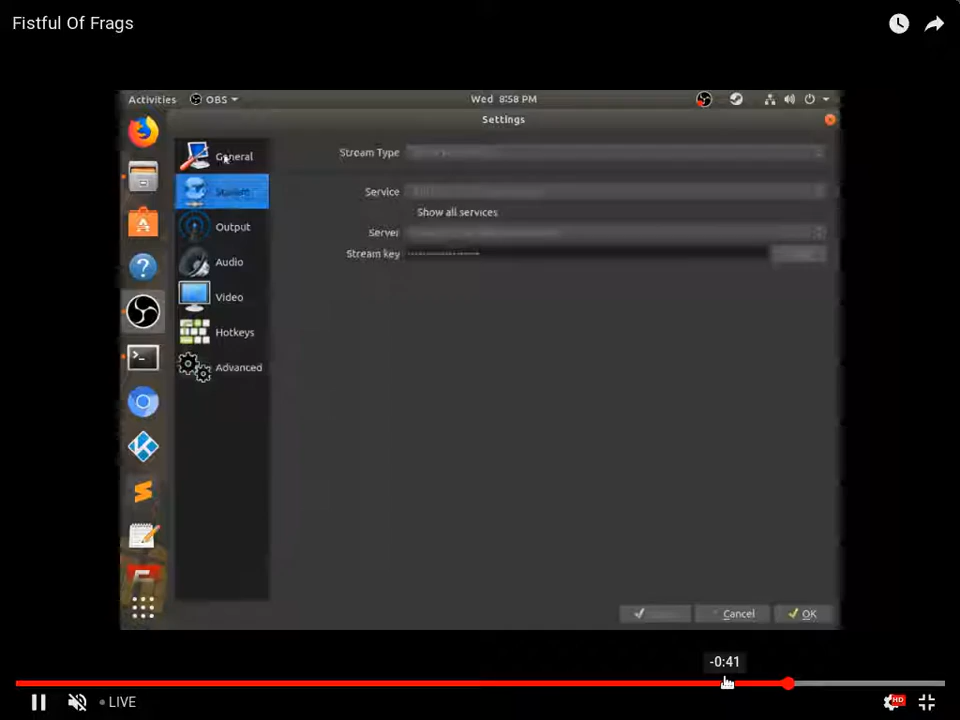 Fistful Of Frags
Activities OBS Wed 8:58 PM
Settings
General
Stream Type
Service
Show all services
Output
Server
Stream key
Audio
Video
Hotkeys
Advanced
Cancel OK
-0:41
LIVE
HD